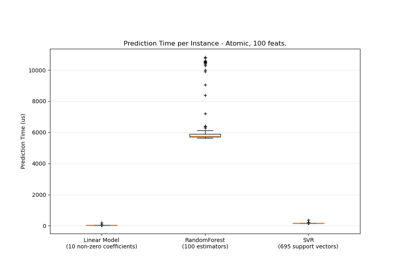 Prediction Time per Instance - Atomic, 100 feats.
Prediction Time (us)
10000
8000
6000
4000
2000
0
Linear Model
(10 non-zero coefficients)
RandomForest
(100 estimators)
SVR
(695 support vectors)